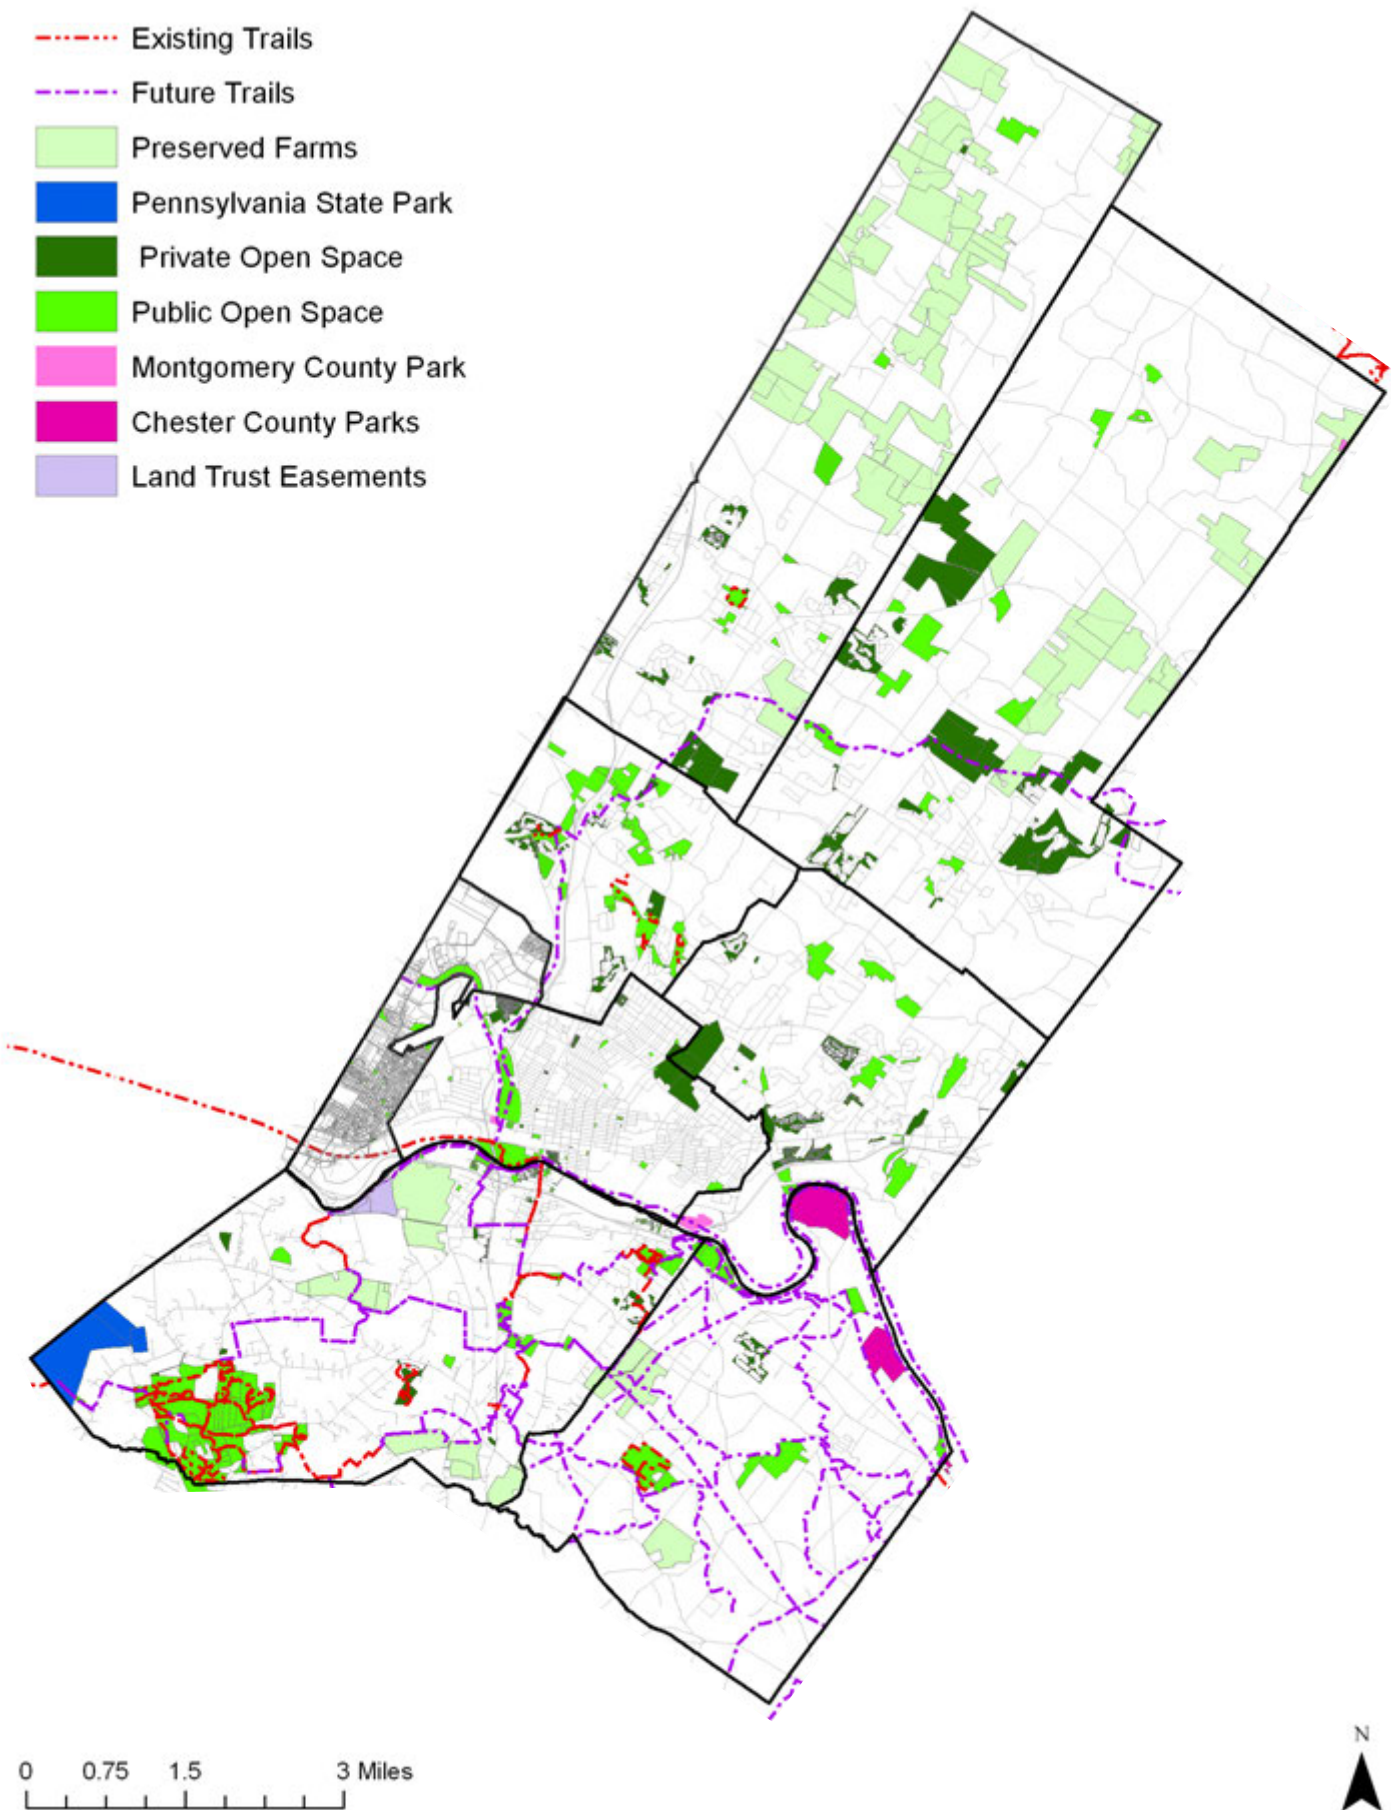 Existing Trails
Future Trails
Preserved Farms
Pennsylvania State Park
Private Open Space
Public Open Space
Montgomery County Park
Chester County Parks
Land Trust Easements
0 0.75 1.5 3 Miles
N